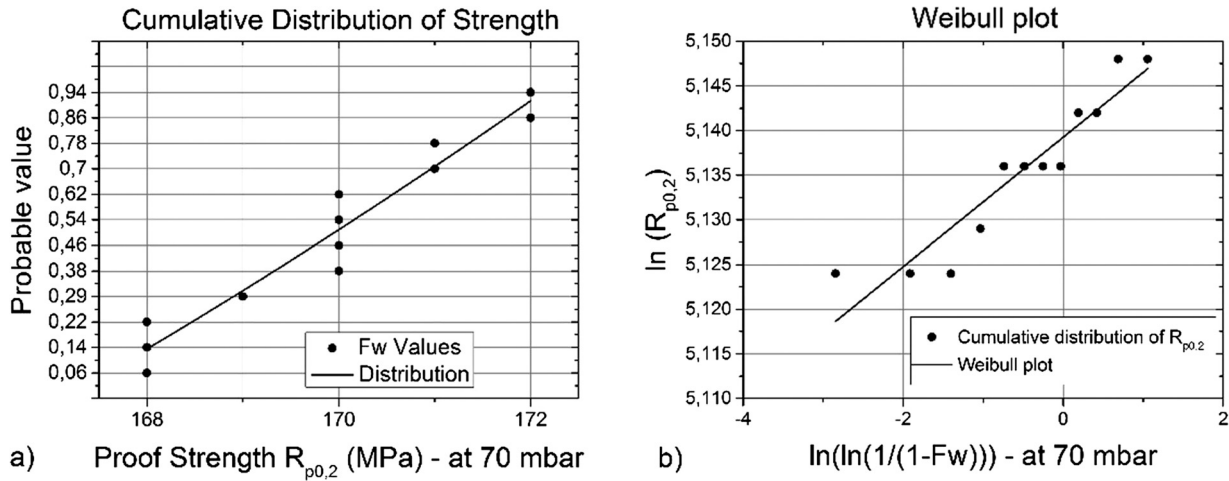 Cumulative Distribution of Strength
Probable value
0,94
0,86
0,78
0,7
0,62
0,54
0,46
0,38
0,29
0,22
0,14
0,06
Fw Values
Distribution
168
170
172
a) Proof Strength Rp0,2 (MPa) - at 70 mbar
Weibull plot
ln (Rp0,2)
5,150
5,145
5,140
5,135
5,130
5,125
5,120
5,115
5,110
Cumulative distribution of Rp0.2
Weibull plot
-4
-2
0
2
b) ln(ln(1/(1-Fw))) - at 70 mbar